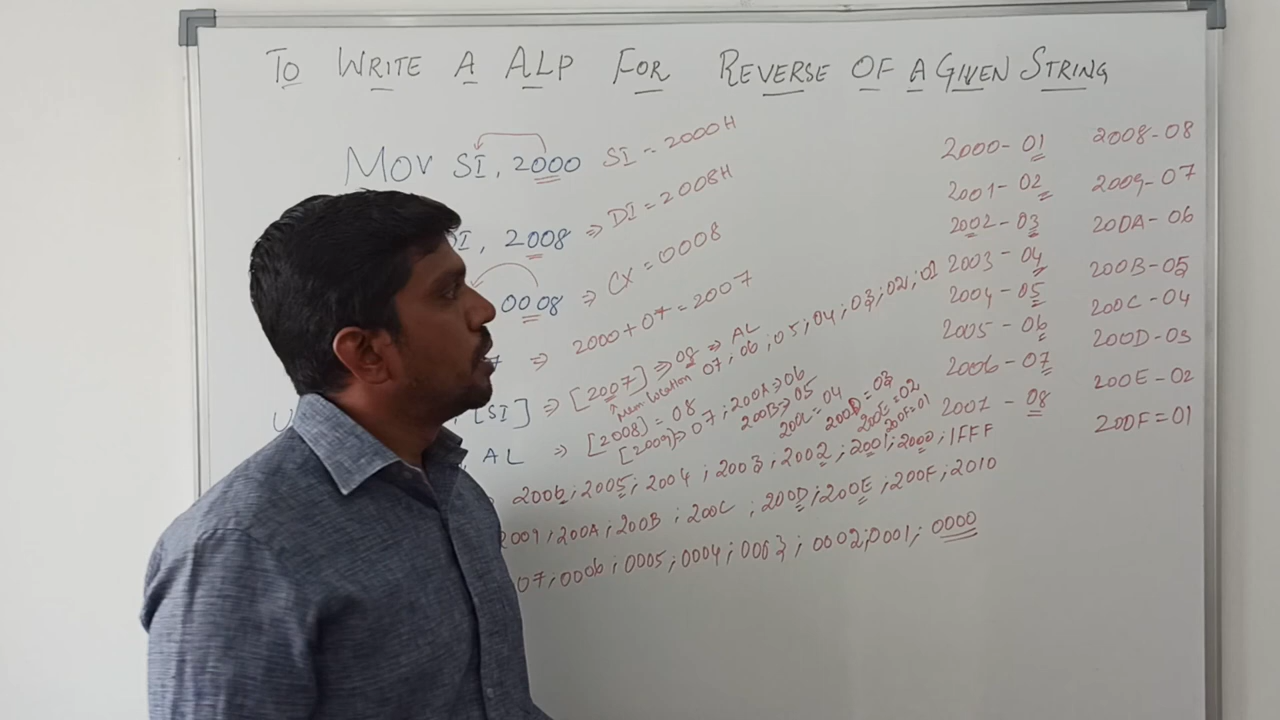 TO WRITE A ALP FOR REVERSE OF A GIVEN STRING
MOV SI, 2000 SI - 2000H
I, 2008 ⇒ DI = 2008H
0008 ⇒ CX = 0008
⇒ 2000 + 07 = 2007
U , [SI] ⇒ [2007] ⇒ 08 ⇒ AL
Mem location 07; 06; 05; 04; 03; 02; 01
, AL ⇒ [2008] = 08
[2009] ⇒ 07; 200A ⇒ 06
200B ⇒ 05
200C = 04
200D = 03
200E = 02
200F = 01
2006; 2005; 2004; 2003; 2002; 2001; 2000; 1FFF
2009; 200A; 200B; 200C; 200D; 200E; 200F; 2010
07; 0006; 0005; 0004; 0003; 0002; 0001; 0000
2000 - 01 2008 - 08
2001 - 02 2009 - 07
2002 - 03 200A - 06
2003 - 04 200B - 05
2004 - 05 200C - 04
2005 - 06 200D - 03
2006 - 07 200E - 02
2007 - 08 200F = 01